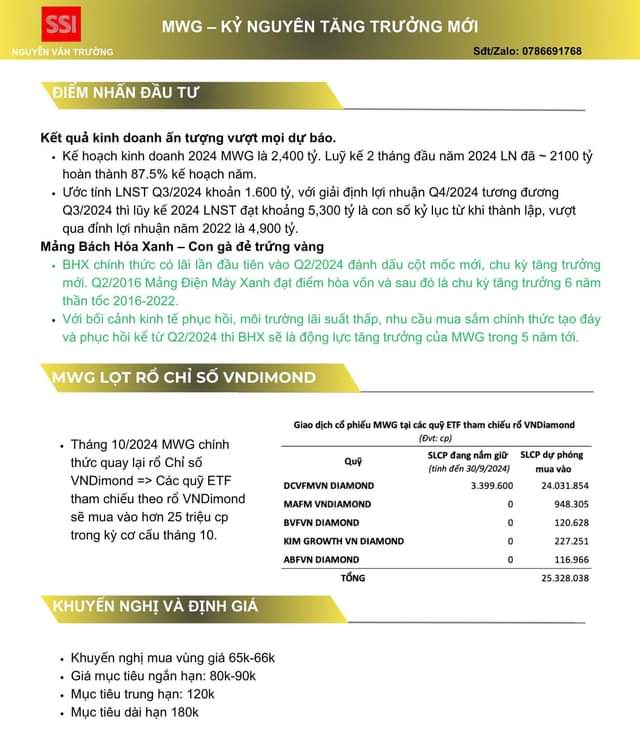 SSI
MWG – KỶ NGUYÊN TĂNG TRƯỞNG MỚI
NGUYỄN VĂN TRƯỜNG
Sđt/Zalo: 0786691768
ĐIỂM NHẤN ĐẦU TƯ
Kết quả kinh doanh ấn tượng vượt mọi dự báo.
• Kế hoạch kinh doanh 2024 MWG là 2,400 tỷ. Luỹ kế 2 tháng đầu năm 2024 LN đã ~ 2100 tỷ
hoàn thành 87.5% kế hoạch năm.
• Ước tính LNST Q3/2024 khoản 1.600 tỷ, với giải định lợi nhuận Q4/2024 tương đương
Q3/2024 thì lũy kế 2024 LNST đạt khoảng 5,300 tỷ là con số kỷ lục từ khi thành lập, vượt
qua đỉnh lợi nhuận năm 2022 là 4,900 tỷ.
Mảng Bách Hóa Xanh – Con gà đẻ trứng vàng
• BHX chính thức có lãi lần đầu tiên vào Q2/2024 đánh dấu cột mốc mới, chu kỳ tăng trưởng
mới. Q2/2016 Mảng Điện Máy Xanh đạt điểm hòa vốn và sau đó là chu kỳ tăng trưởng 6 năm
thần tốc 2016-2022.
• Với bối cảnh kinh tế phục hồi, môi trường lãi suất thấp, nhu cầu mua sắm chính thức tạo đáy
và phục hồi kể từ Q2/2024 thi BHX sẽ là động lực tăng trưởng của MWG trong 5 năm tới.
MWG LỌT RỔ CHỈ SỐ VNDIMOND
• Tháng 10/2024 MWG chính
thức quay lại rổ Chỉ số
VNDimond => Các quỹ ETF
tham chiếu theo rổ VNDimond
sẽ mua vào hơn 25 triệu cp
trong kỳ cơ cấu tháng 10.
Giao dịch cổ phiếu MWG tại các quỹ ETF tham chiếu rổ VNDiamond
(Đvt: cp)
Quỹ SLCP đang nắm giữ (tính đến 30/9/2024) SLCP dự phóng mua vào
DCVFMVN DIAMOND 3.399.600 24.031.854
MAFM VNDIAMOND 0 948.305
BVFVN DIAMOND 0 120.628
KIM GROWTH VN DIAMOND 0 227.251
ABFVN DIAMOND 0 116.966
TỔNG 25.328.038
KHUYẾN NGHỊ VÀ ĐỊNH GIÁ
• Khuyến nghị mua vùng giá 65k-66k
• Giá mục tiêu ngắn hạn: 80k-90k
• Mục tiêu trung hạn: 120k
• Mục tiêu dài hạn 180k